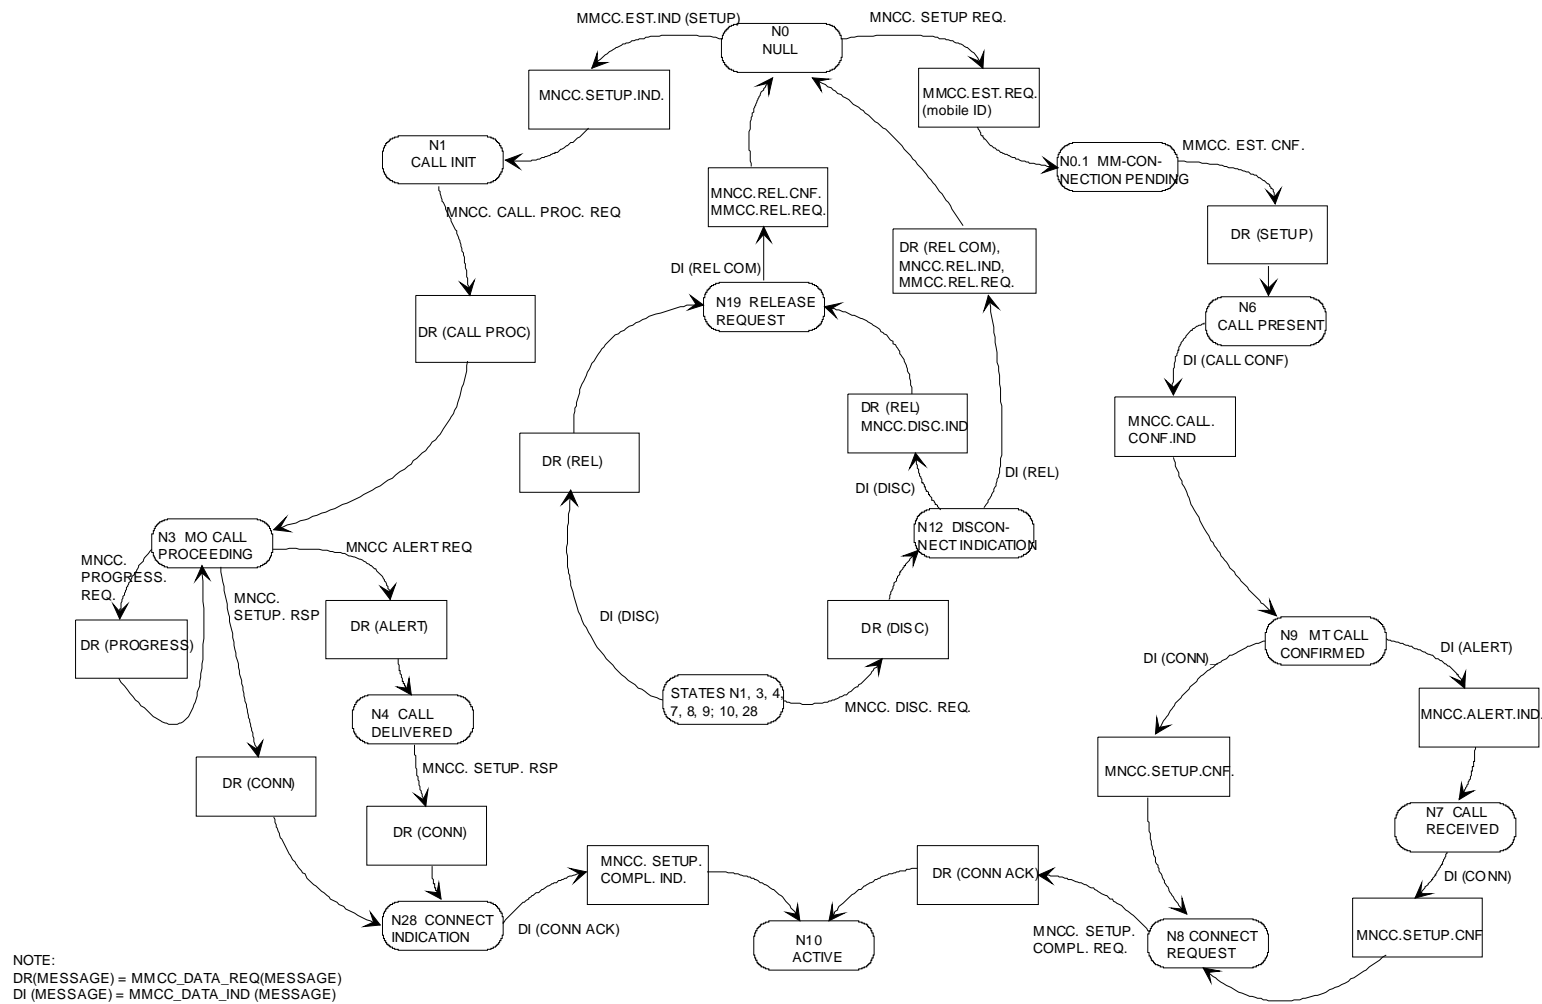 MMCC.EST.IND (SETUP)
N0
NULL
MNCC. SETUP REQ.
MNCC.SETUP.IND.
MMCC.EST.REQ.
(mobile ID)
N1
CALL INIT
MNCC. CALL. PROC. REQ
N0.1 MM-CON-
NECTION PENDING
MMCC. EST. CNF.
MNCC.REL.CNF.
MMCC.REL.REQ.
DR (REL COM),
MNCC.REL.IND,
MMCC.REL.REQ.
DR (SETUP)
DI (REL COM)
N19 RELEASE
REQUEST
N6
CALL PRESENT
DR (CALL PROC)
DI (CALL CONF)
DR (REL)
MNCC.DISC.IND
MNCC.CALL.
CONF.IND
DR (REL)
DI (DISC)
DI (REL)
N12 DISCON-
NECT INDICATION
N3 MO CALL
PROCEEDING
MNCC ALERT REQ
MNCC.
PROGRESS.
REQ.
MNCC.
SETUP. RSP
DI (DISC)
DR (PROGRESS)
DR (ALERT)
DR (DISC)
N9 MT CALL
CONFIRMED
DI (CONN)
DI (ALERT)
STATES N1, 3, 4,
7, 8, 9; 10, 28
MNCC. DISC. REQ.
N4 CALL
DELIVERED
MNCC.ALERT.IND.
MNCC. SETUP. RSP
DR (CONN)
MNCC.SETUP.CNF.
DR (CONN)
N7 CALL
RECEIVED
MNCC. SETUP.
COMPL. IND.
DR (CONN ACK)
DI (CONN)
N28 CONNECT
INDICATION
DI (CONN ACK)
N10
ACTIVE
MNCC. SETUP.
COMPL. REQ.
N8 CONNECT
REQUEST
MNCC.SETUP.CNF
NOTE:
DR(MESSAGE) = MMCC_DATA_REQ(MESSAGE)
DI (MESSAGE) = MMCC_DATA_IND (MESSAGE)